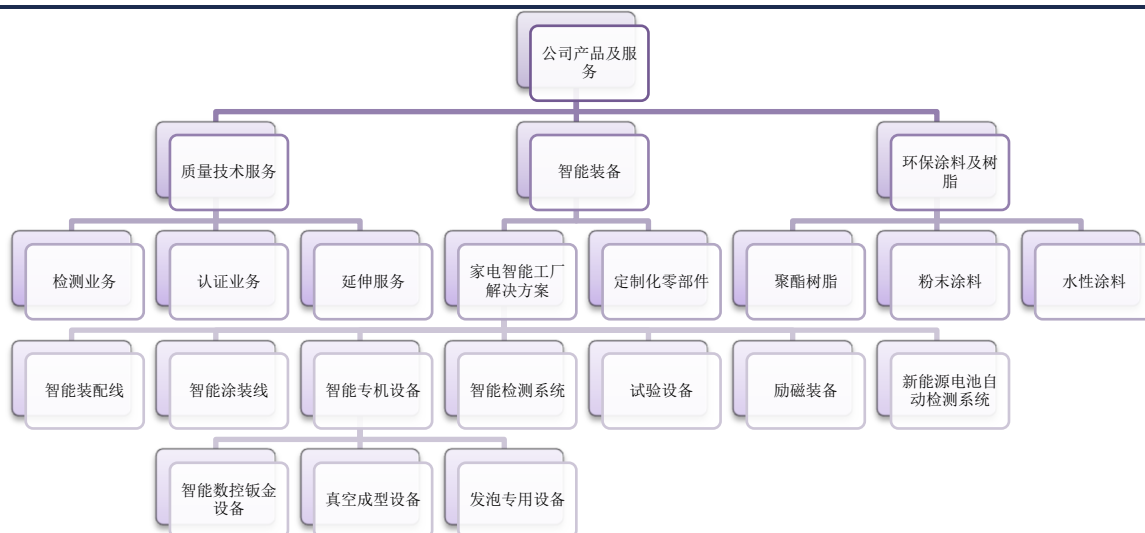 公司产品及服
务
质量技术服务
智能装备
环保涂料及树
脂
检测业务
认证业务
延伸服务
家电智能工厂
解决方案
定制化零部件
聚酯树脂
粉末涂料
水性涂料
智能装配线
智能涂装线
智能专机设备
智能检测系统
试验设备
励磁装备
新能源电池自
动检测系统
智能数控钣金
设备
真空成型设备
发泡专用设备